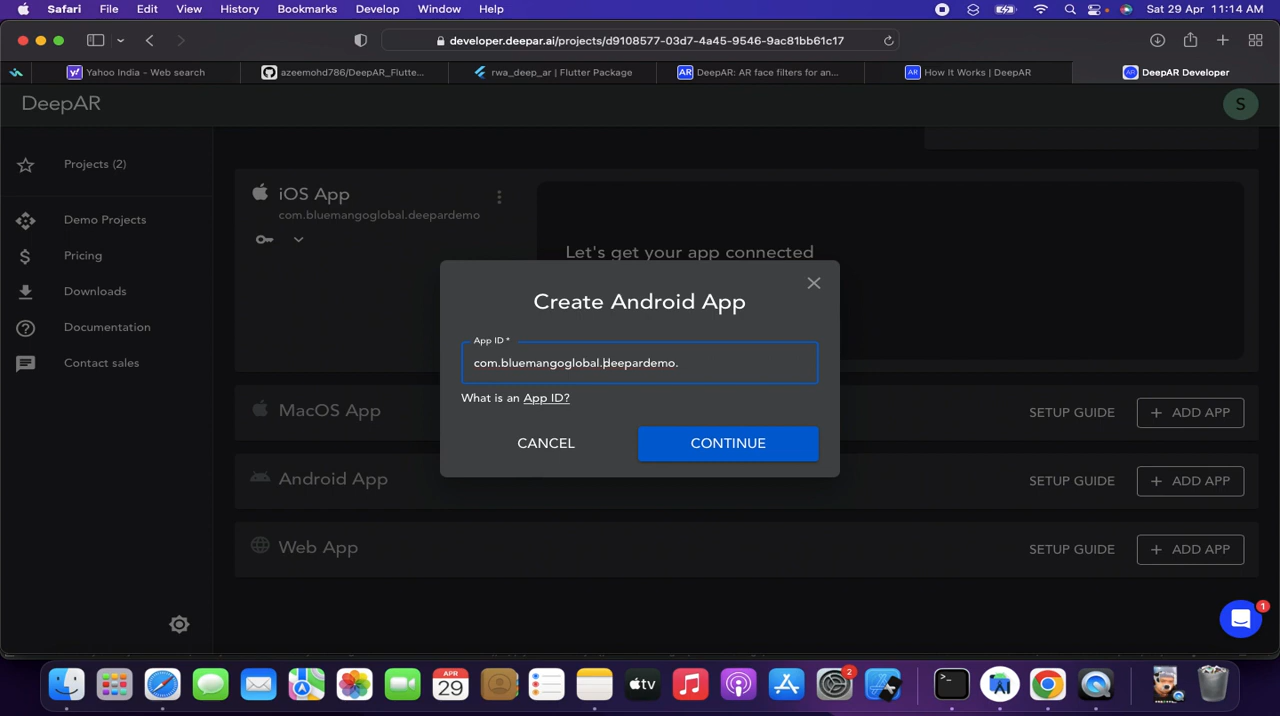 Safari File Edit View History Bookmarks Develop Window Help Sat 29 Apr 11:14 AM
developer.deepar.ai/projects/d9108577-03d7-4a45-9546-9ac81bb61c17
Yahoo India - Web search azeemohd786/DeepAR_Flutte... rwa_deep_ar | Flutter Package DeepAR: AR face filters for an... How It Works | DeepAR DeepAR Developer
DeepAR S
Projects (2)
Demo Projects
Pricing
Downloads
Documentation
Contact sales
iOS App
com.bluemangoglobal.deepardemo
Let's get your app connected
Create Android App
App ID *
com.bluemangoglobal.deepardemo.
What is an App ID?
CANCEL CONTINUE
MacOS App SETUP GUIDE + ADD APP
Android App SETUP GUIDE + ADD APP
Web App SETUP GUIDE + ADD APP
1
APR
29
tv
2